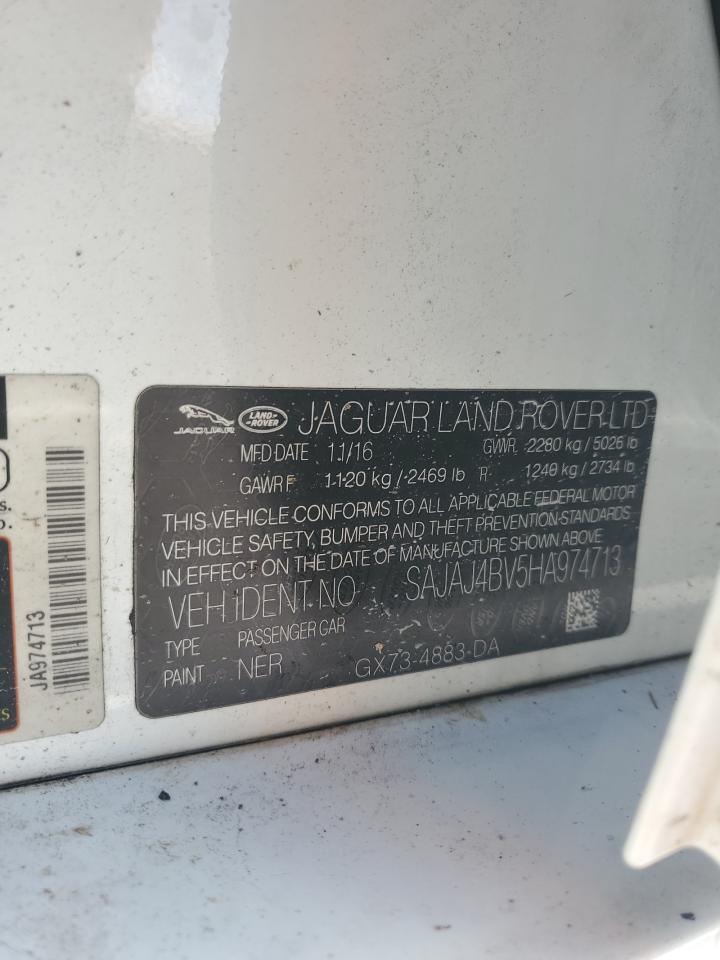 JAGUAR LAND-ROVER JAGUAR LAND ROVER LTD
MFD DATE 11/16 GVWR 2280 kg / 5026 lb
GAWR F 1120 kg / 2469 lb R 1240 kg / 2734 lb
THIS VEHICLE CONFORMS TO ALL APPLICABLE FEDERAL MOTOR
VEHICLE SAFETY, BUMPER AND THEFT PREVENTION STANDARDS
IN EFFECT ON THE DATE OF MANUFACTURE SHOWN ABOVE
VEH IDENT NO SAJAJ4BV5HA974713
TYPE PASSENGER CAR
PAINT NER GX73-4883-DA
JA974713